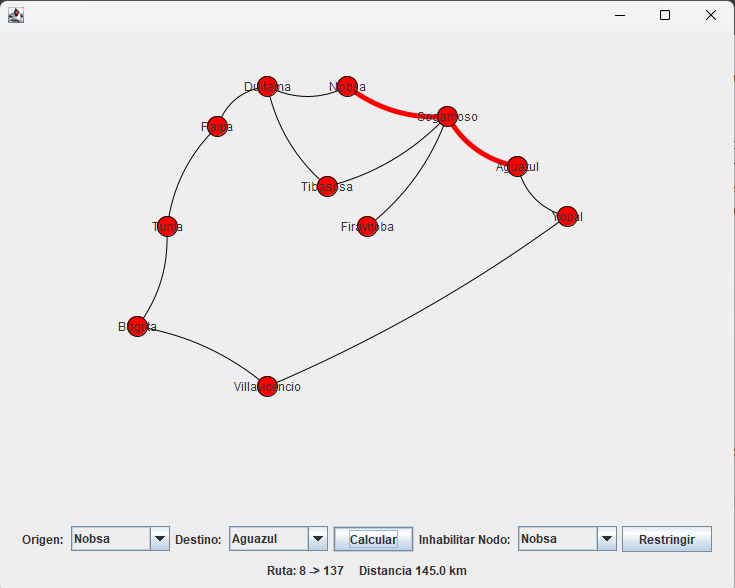 Duitama
Nobsa
Sogamoso
Paipa
Aguazul
Tibasosa
Yopal
Tunja
Firavitoba
Bogota
Villavicencio
Origen: Nobsa Destino: Aguazul Calcular Inhabilitar Nodo: Nobsa Restringir
Ruta: 8 -> 137 Distancia 145.0 km